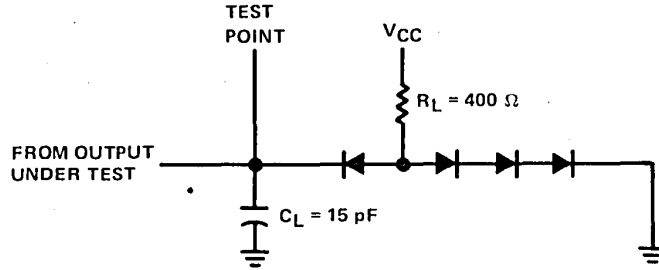 TEST
POINT
VCC
RL = 400 Ω
FROM OUTPUT
UNDER TEST
CL = 15 pF